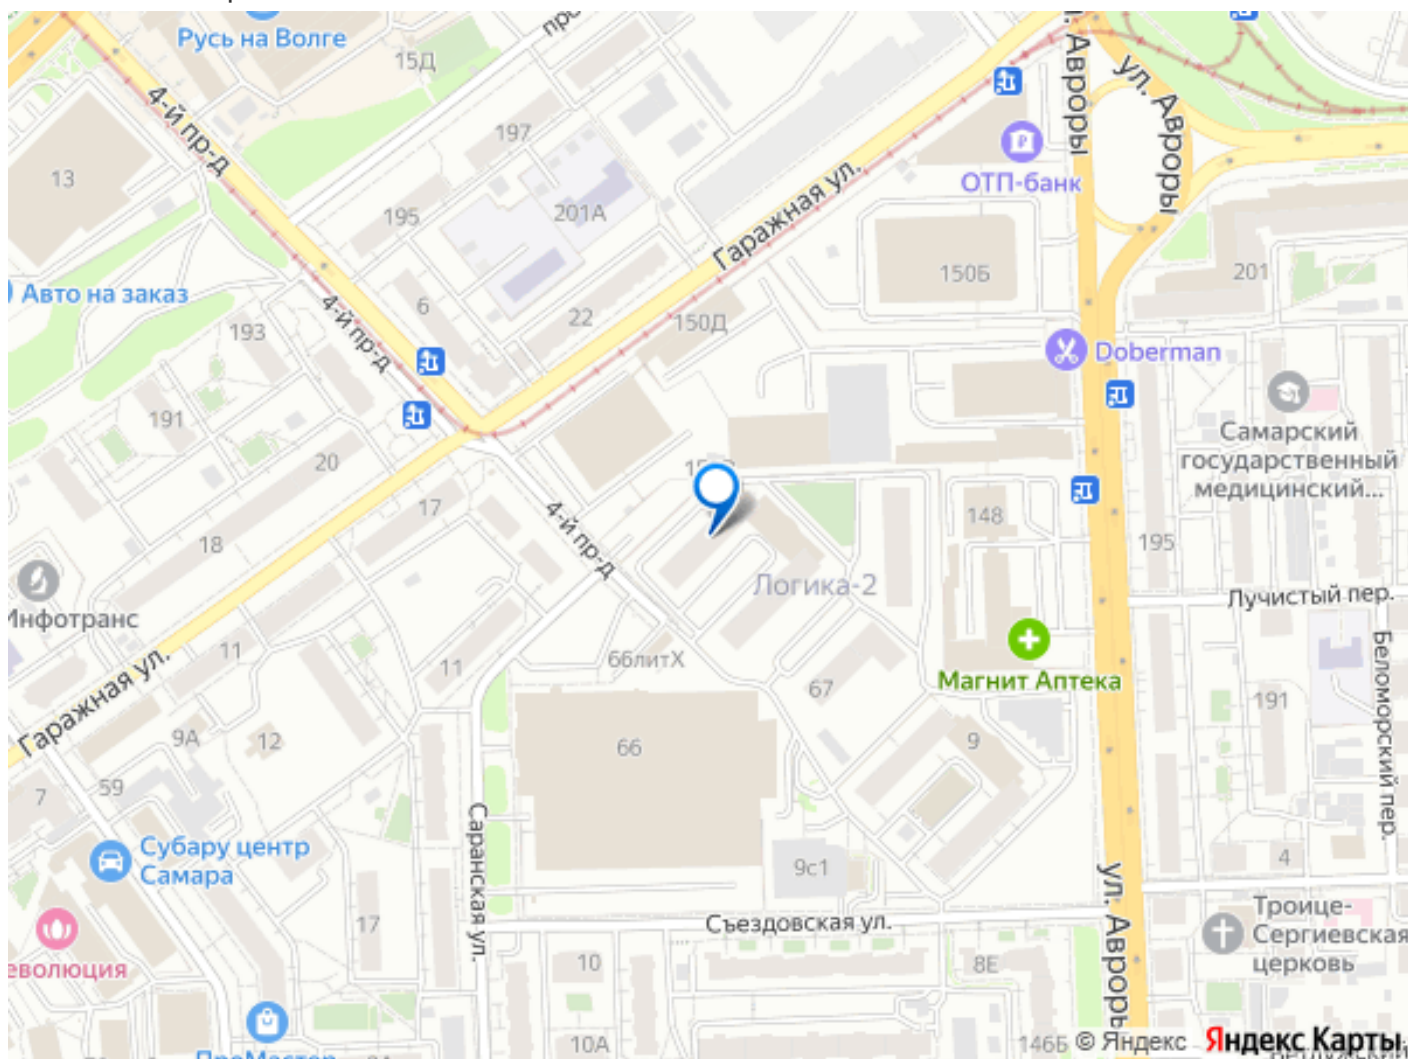 Русь на Волге
15Д
4-й пр-д
197
ул. Авроры
ул. Авроры
ОТП-банк
13
195
201А
Гаражная ул.
150Б
201
Авто на заказ
4-й пр-д
193
6
22
150Д
Doberman
191
20
Самарский
государственный
медицинский...
17
18
4-й пр-д
148
195
Инфотранс
Логика-2
Лучистый пер.
11
11
66литХ
67
Магнит Аптека
Беломорский пер.
191
Гаражная ул.
9А
12
66
9
7
59
Субару центр
Самара
Саранская ул.
9с1
4
ул. Авроры
17
Съездовская ул.
Троице-
Сергиевская
церковь
еволюция
10
8Е
ПроМастер
10А
146Б
© Яндекс
Яндекс Карты